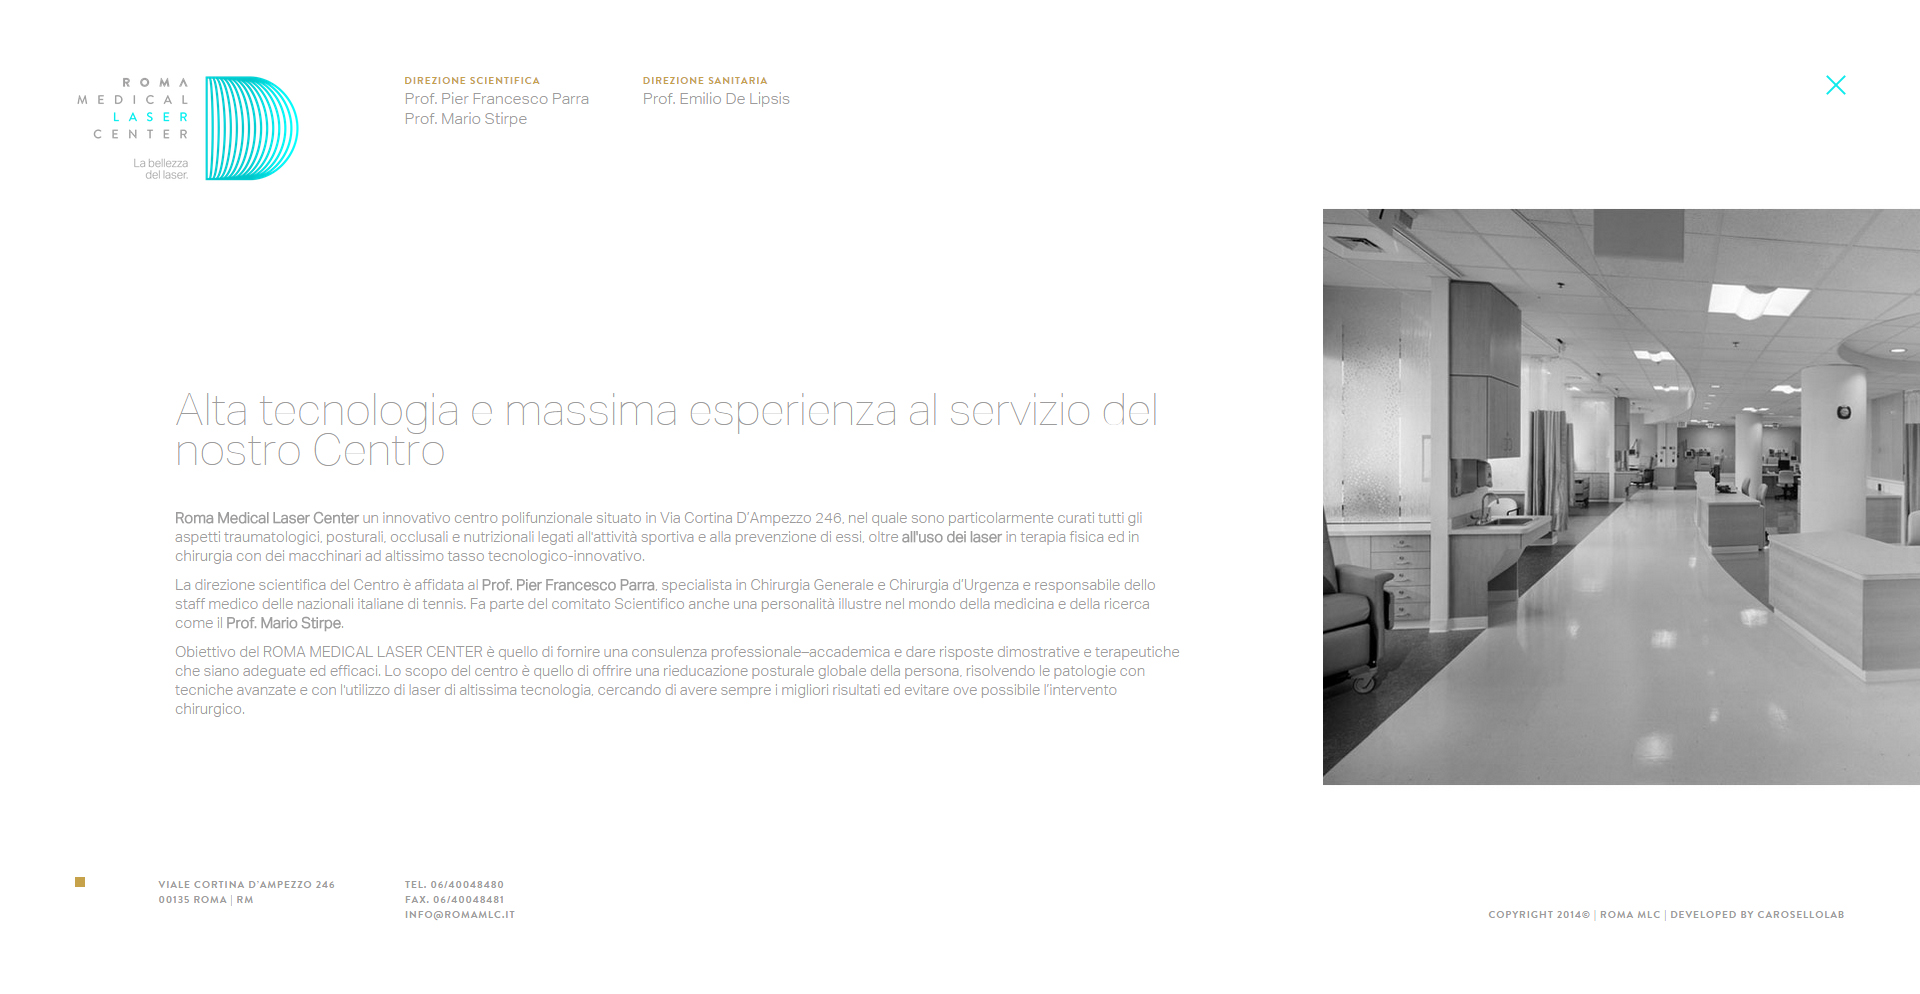 ROMA
MEDICAL
LASER
CENTER
La bellezza
del laser.
DIREZIONE SCIENTIFICA
Prof. Pier Francesco Parra
Prof. Mario Stirpe
DIREZIONE SANITARIA
Prof. Emilio De Lipsis
Alta tecnologia e massima esperienza al servizio del
nostro Centro
Roma Medical Laser Center un innovativo centro polifunzionale situato in Via Cortina D'Ampezzo 246, nel quale sono particolarmente curati tutti gli
aspetti traumatologici, posturali, occlusali e nutrizionali legati all'attività sportiva e alla prevenzione di essi, oltre all'uso dei laser in terapia fisica ed in
chirurgia con dei macchinari ad altissimo tasso tecnologico-innovativo.
La direzione scientifica del Centro è affidata al Prof. Pier Francesco Parra, specialista in Chirurgia Generale e Chirurgia d'Urgenza e responsabile dello
staff medico delle nazionali italiane di tennis. Fa parte del comitato Scientifico anche una personalità illustre nel mondo della medicina e della ricerca
come il Prof. Mario Stirpe.
Obiettivo del ROMA MEDICAL LASER CENTER è quello di fornire una consulenza professionale–accademica e dare risposte dimostrative e terapeutiche
che siano adeguate ed efficaci. Lo scopo del centro è quello di offrire una rieducazione posturale globale della persona, risolvendo le patologie con
tecniche avanzate e con l'utilizzo di laser di altissima tecnologia, cercando di avere sempre i migliori risultati ed evitare ove possibile l'intervento
chirurgico.
VIALE CORTINA D'AMPEZZO 246
00135 ROMA | RM
TEL. 06/40048480
FAX. 06/40048481
INFO@ROMAMLC.IT
COPYRIGHT 2014© | ROMA MLC | DEVELOPED BY CAROSELLOLAB